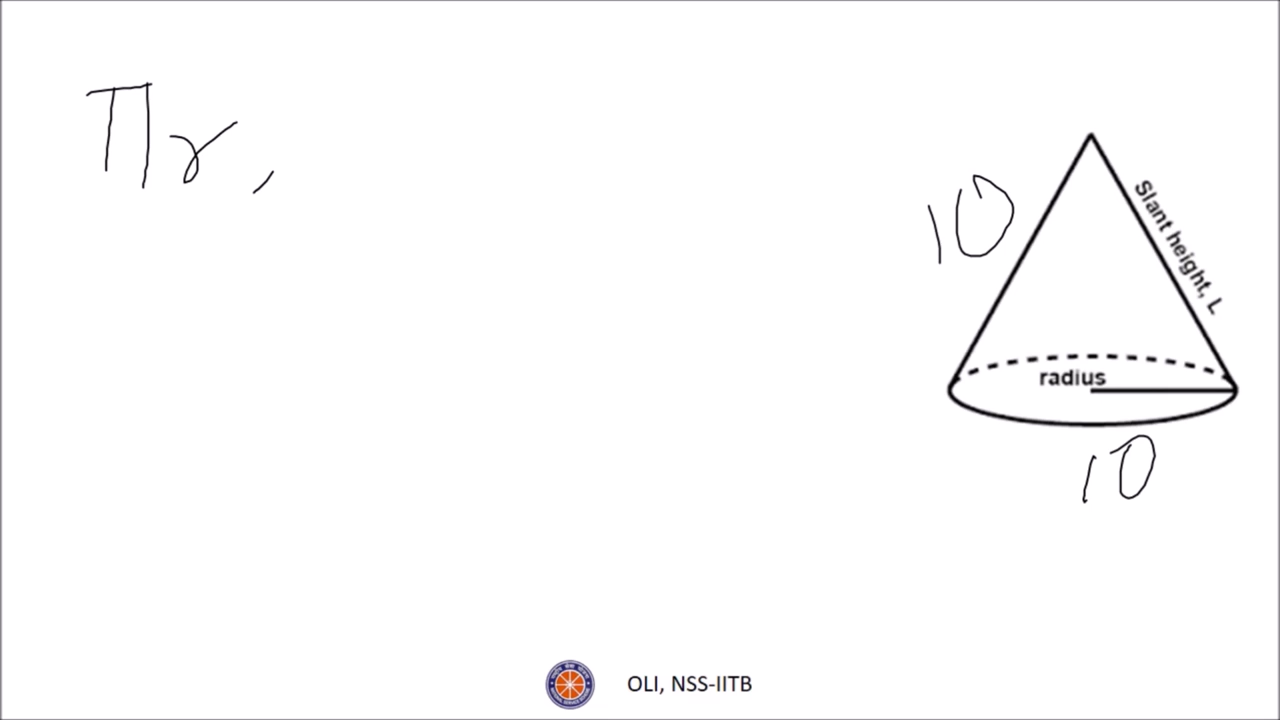 πr,
10
Slant height, L
radius
10
OLI, NSS-IITB